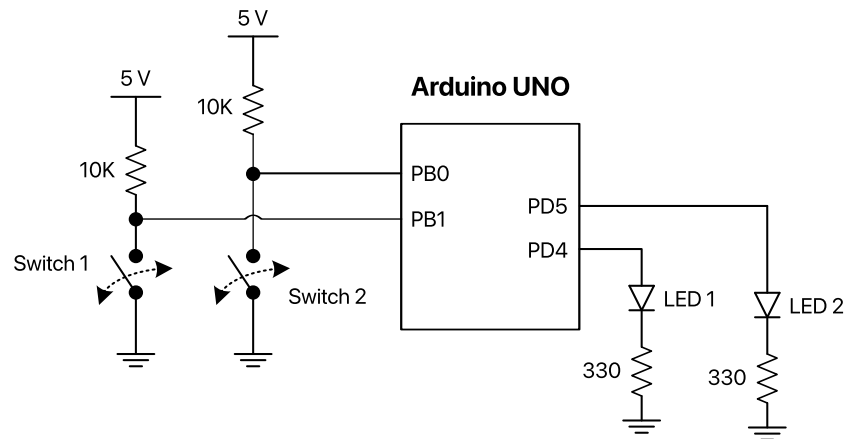 5 V
5 V
Arduino UNO
10K
10K
PB0
PB1
PD5
PD4
Switch 1
Switch 2
LED 1
LED 2
330
330